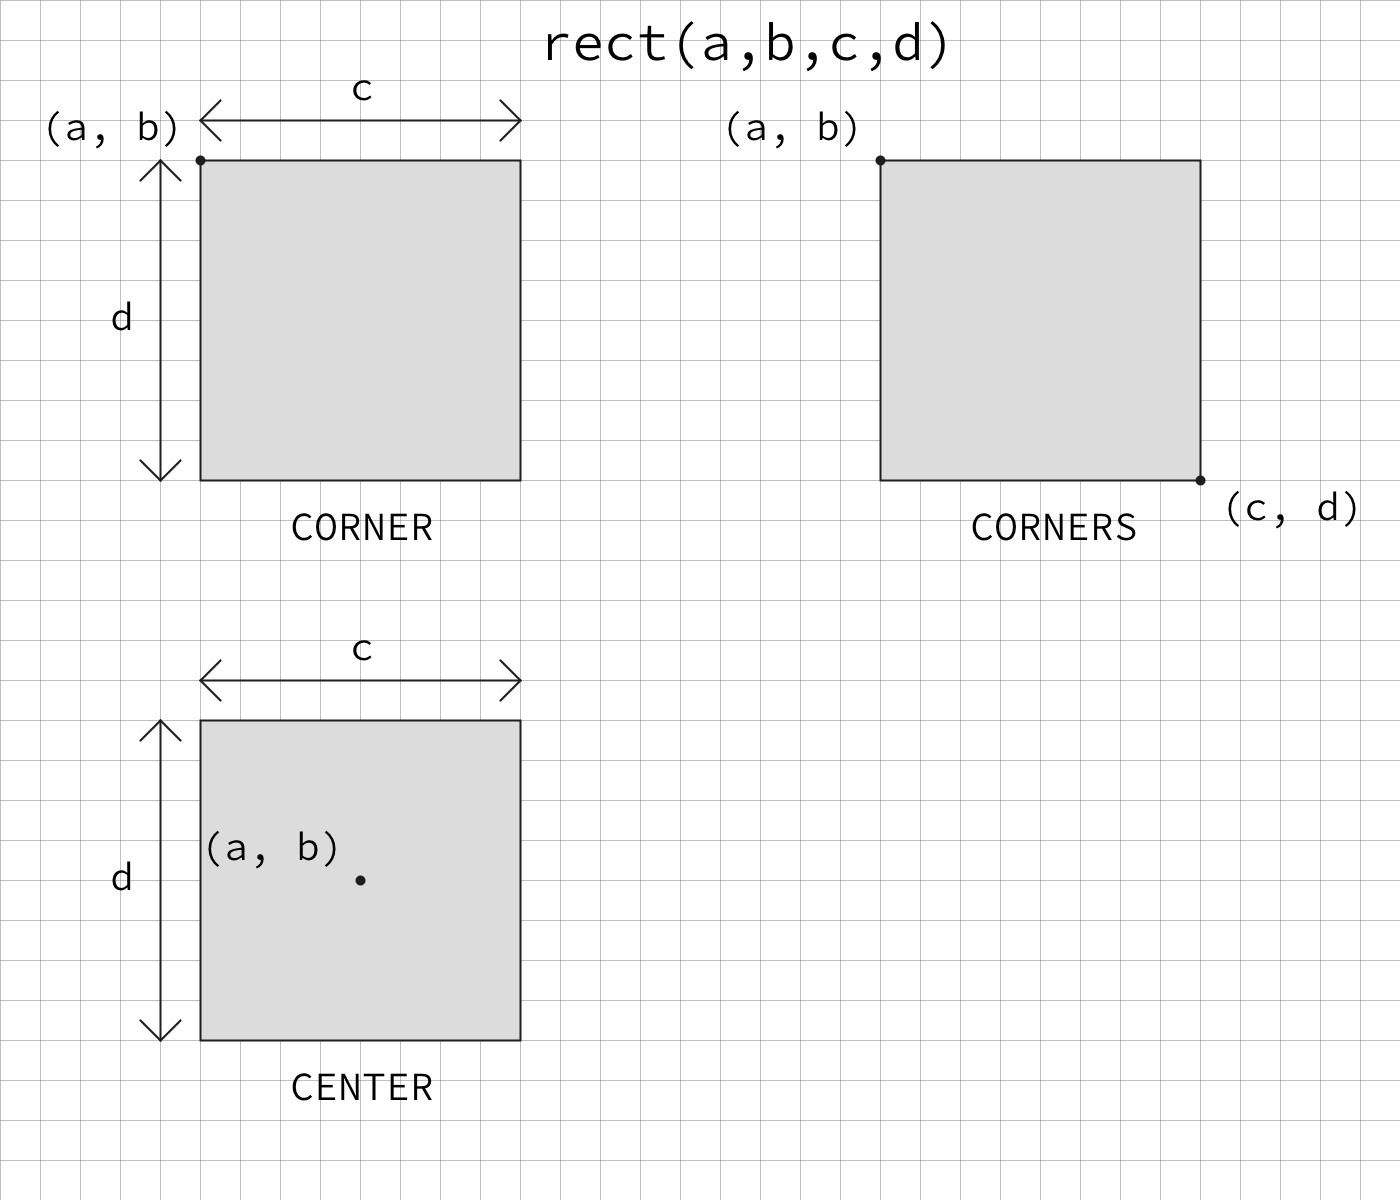 rect(a,b,c,d)
c
(a, b)
d
CORNER
(a, b)
(c, d)
CORNERS
c
(a, b)
d
CENTER